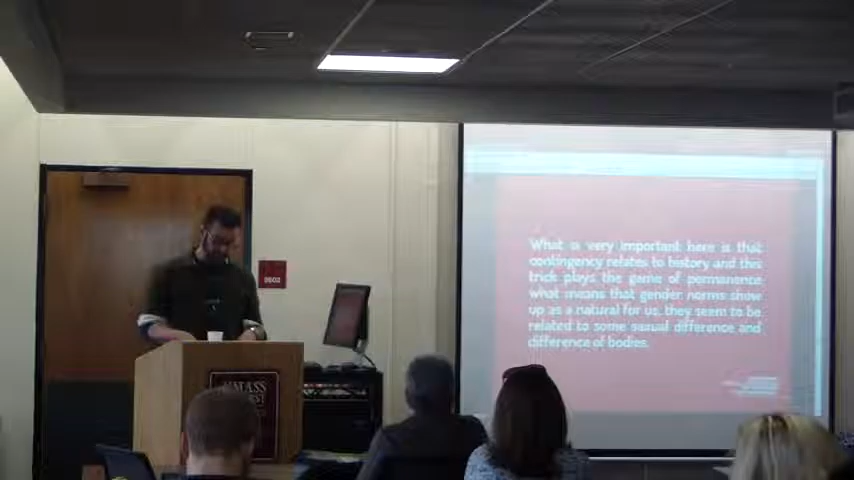 What is very important here is that
contingency relates to history and this
trick plays the game of permanence
what means that gender norms show
up as a natural for us, they seem to be
related to some sexual difference and
difference of bodies.
UMASS